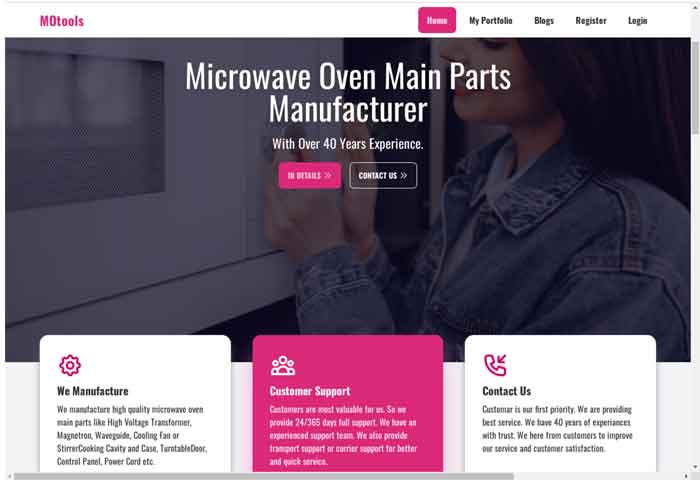 MOtools
Home My Portfolio Blogs Register Login
Microwave Oven Main Parts
Manufacturer
With Over 40 Years Experience.
IN DETAILS
CONTACT US
We Manufacture
We manufacture high quality microwave oven
main parts like High Voltage Transformer,
Magnetron, Waveguide, Cooling Fan or
StirrerCooking Cavity and Case, TurntableDoor,
Control Panel, Power Cord etc.
Customer Support
Customers are most valuable for us. So we
provide 24/365 days full support. We have an
experienced support team. We also provide
transport support or carrier support for better
and quick service.
Contact Us
Customar is our first priority. We are providing
best service. We have 40 years of experiances
with trust. We here from customers to improve
our service and customer satisfaction.